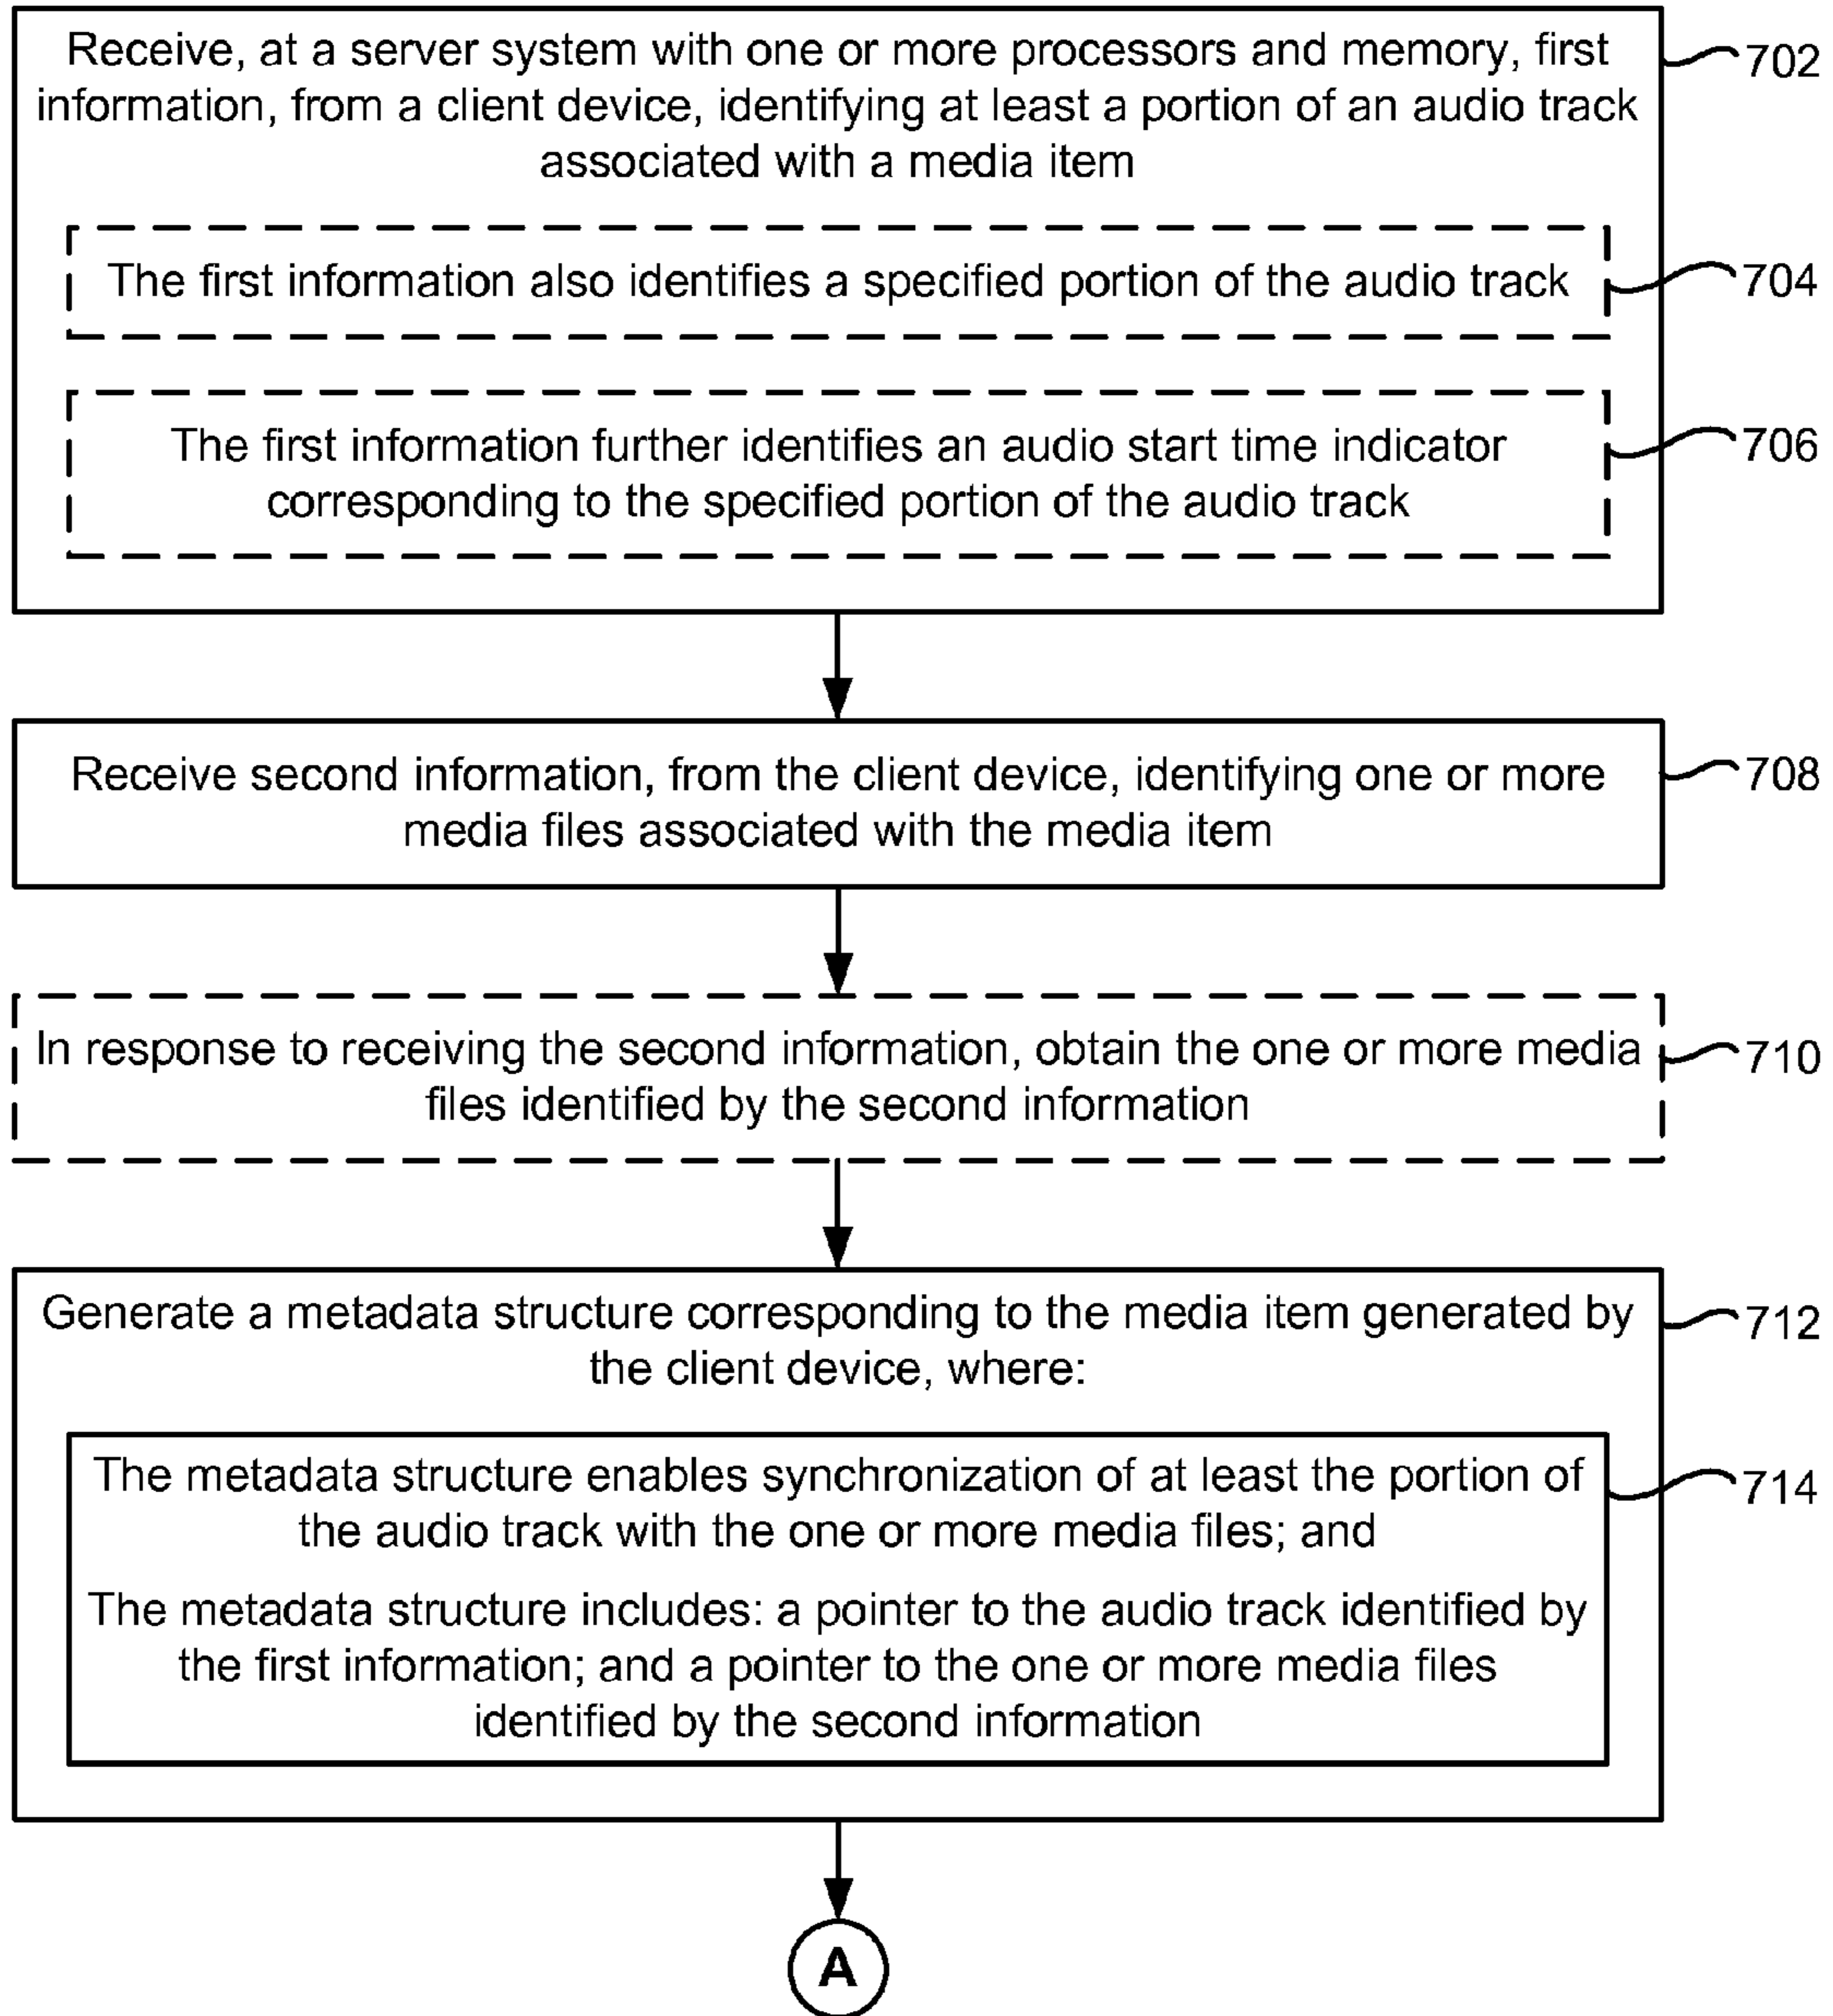 Receive, at a server system with one or more processors and memory, first
information, from a client device, identifying at least a portion of an audio track
associated with a media item
702
The first information also identifies a specified portion of the audio track
704
The first information further identifies an audio start time indicator
corresponding to the specified portion of the audio track
706
Receive second information, from the client device, identifying one or more
media files associated with the media item
708
In response to receiving the second information, obtain the one or more media
files identified by the second information
710
Generate a metadata structure corresponding to the media item generated by
the client device, where:
712
The metadata structure enables synchronization of at least the portion of
the audio track with the one or more media files; and
714
The metadata structure includes: a pointer to the audio track identified by
the first information; and a pointer to the one or more media files
identified by the second information
A